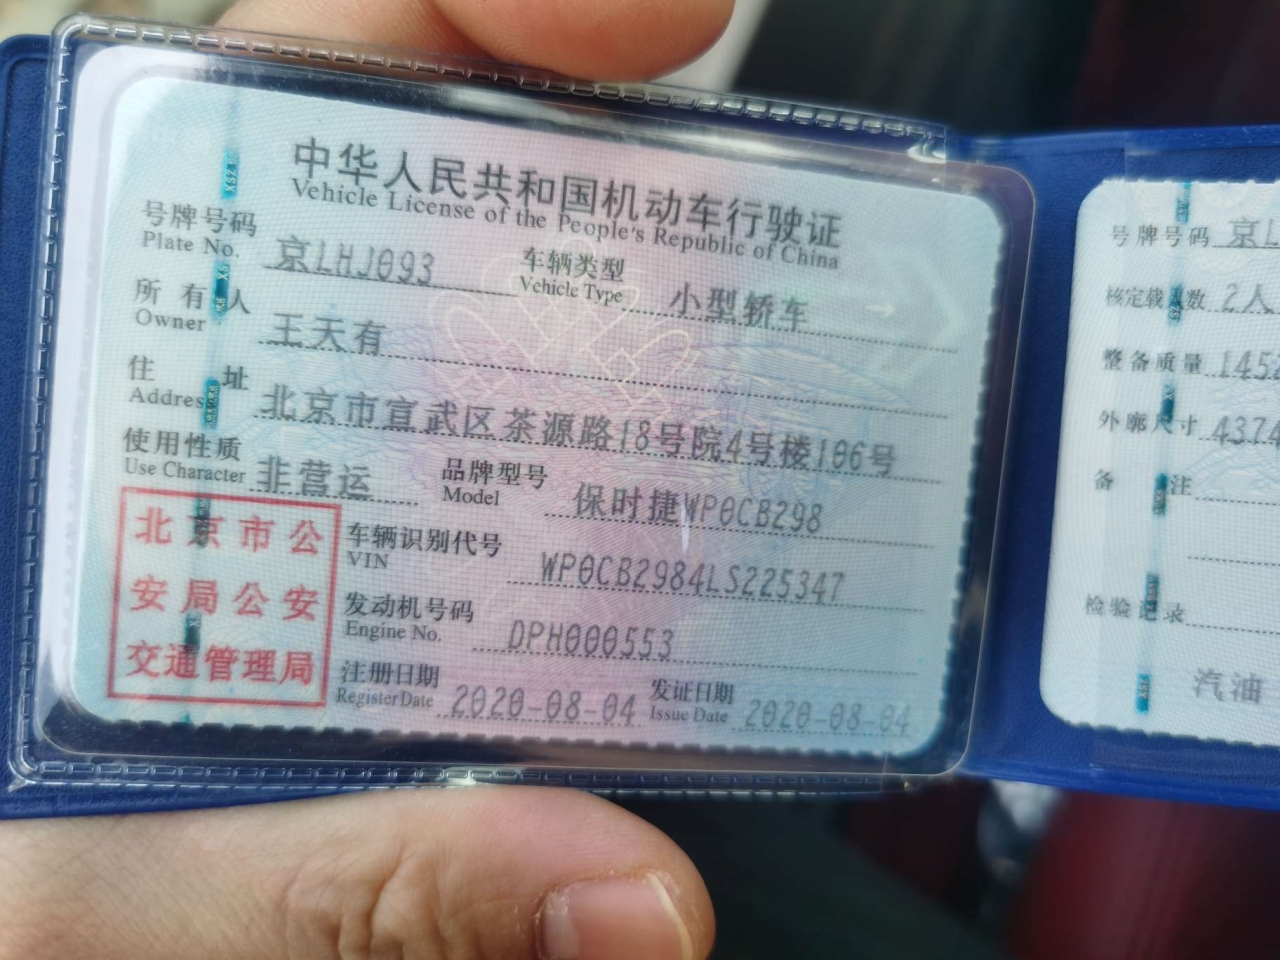 中华人民共和国机动车行驶证
Vehicle License of the People's Republic of China
号牌号码 京LHJ093 车辆类型 小型轿车
Plate No. Vehicle Type
所有人 王天有
Owner
住址 北京市宣武区茶源路18号院4号楼106号
Address
使用性质 非营运 品牌型号 保时捷WP0CB298
Use Character Model
车辆识别代号 WP0CB2984LS225347
VIN
发动机号码 DPH000553
Engine No.
注册日期 2020-08-04 发证日期 2020-08-04
Register Date Issue Date
北京市公
安局公安
交通管理局
号牌号码 京L
核定载人数 2人
整备质量 1452
外廓尺寸 4374
备注
检验记录
汽油